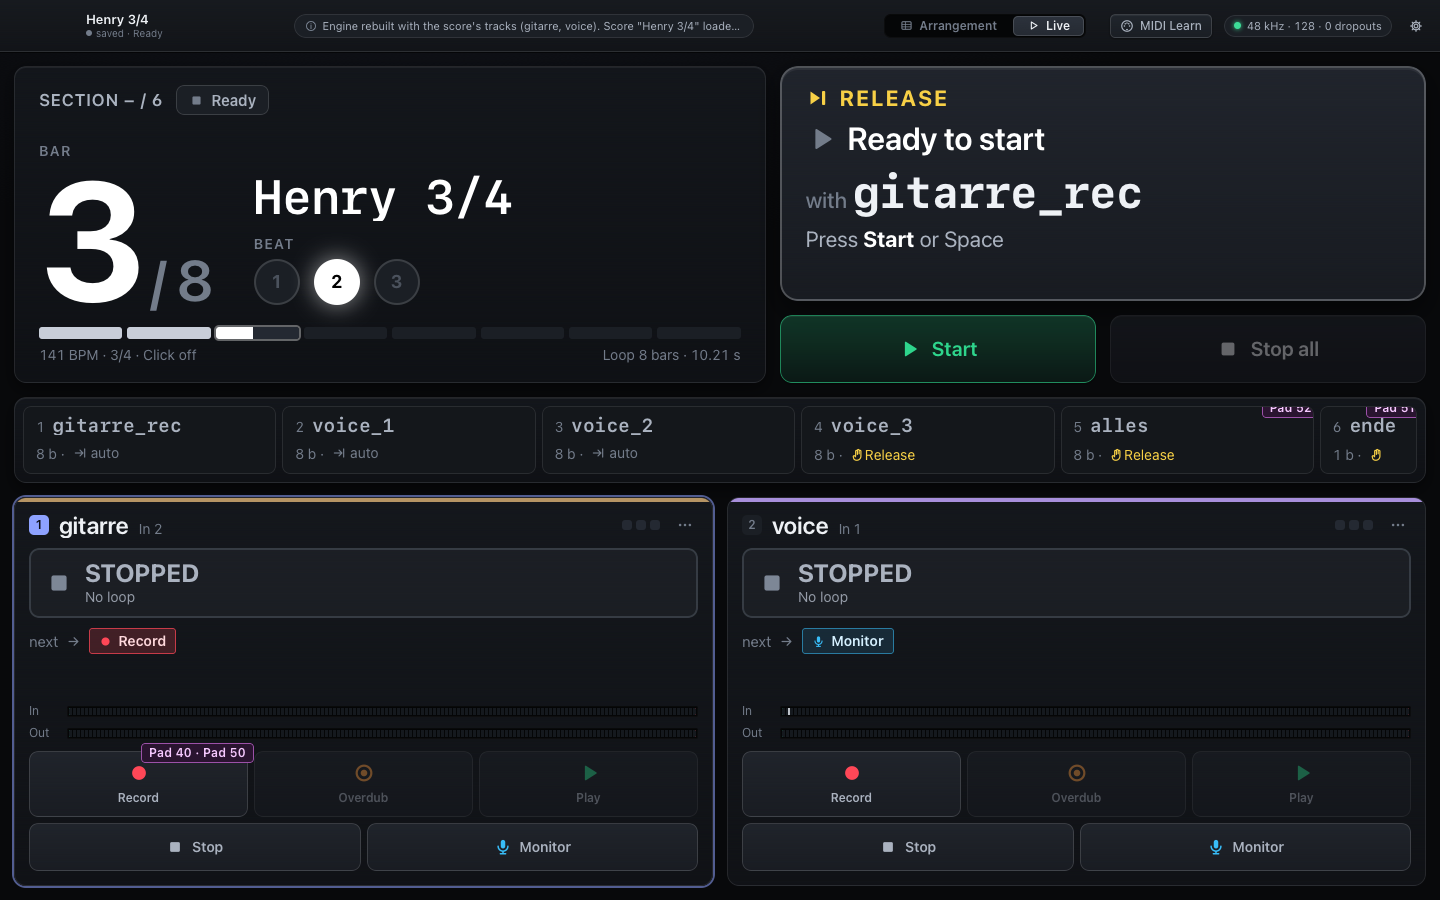 Henry 3/4
saved · Ready
Engine rebuilt with the score's tracks (gitarre, voice). Score "Henry 3/4" loade...
Arrangement
Live
MIDI Learn
48 kHz · 128 · 0 dropouts
SECTION – / 6
Ready
BAR
3 / 8
Henry 3/4
BEAT
1 2 3
141 BPM · 3/4 · Click off
Loop 8 bars · 10.21 s
RELEASE
Ready to start
with gitarre_rec
Press Start or Space
Start
Stop all
1 gitarre_rec
8 b · auto
2 voice_1
8 b · auto
3 voice_2
8 b · auto
4 voice_3
8 b · Release
Pad 52
5 alles
8 b · Release
Pad 51
6 ende
1 b ·
1 gitarre In 2
...
STOPPED
No loop
next → Record
In
Out
Pad 40 · Pad 50
Record
Overdub
Play
Stop
Monitor
2 voice In 1
...
STOPPED
No loop
next → Monitor
In
Out
Record
Overdub
Play
Stop
Monitor